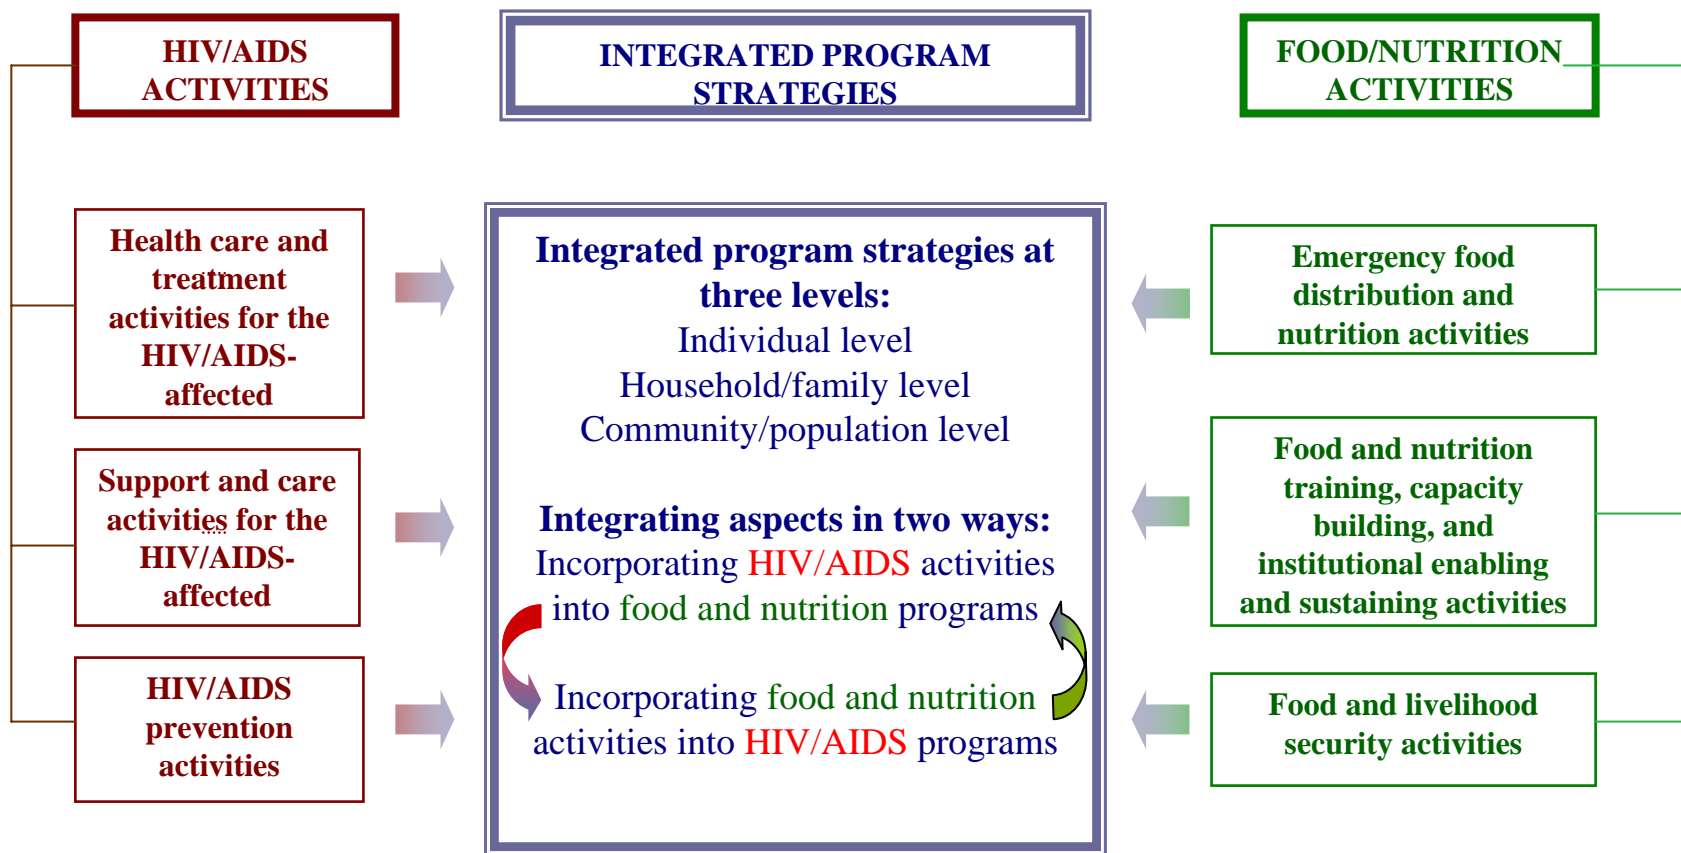 HIV/AIDS
ACTIVITIES
INTEGRATED PROGRAM
STRATEGIES
FOOD/NUTRITION
ACTIVITIES
Health care and
treatment
activities for the
HIV/AIDS-
affected
Support and care
activities for the
HIV/AIDS-
affected
HIV/AIDS
prevention
activities
Integrated program strategies at
three levels:
Individual level
Household/family level
Community/population level
Integrating aspects in two ways:
Incorporating HIV/AIDS activities
into food and nutrition programs
Incorporating food and nutrition
activities into HIV/AIDS programs
Emergency food
distribution and
nutrition activities
Food and nutrition
training, capacity
building, and
institutional enabling
and sustaining activities
Food and livelihood
security activities